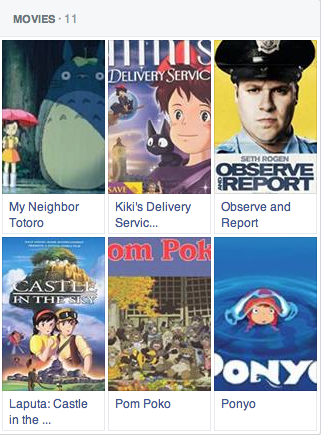 MOVIES · 11
DELIVERY SERVIC
SAVE
SETH ROGEN
OBSERVE
AND REPORT
My Neighbor
Totoro
Kiki's Delivery
Servic...
Observe and
Report
CASTLE
IN THE SKY
Pom Pok
PONYO
Laputa: Castle
in the ...
Pom Poko
Ponyo